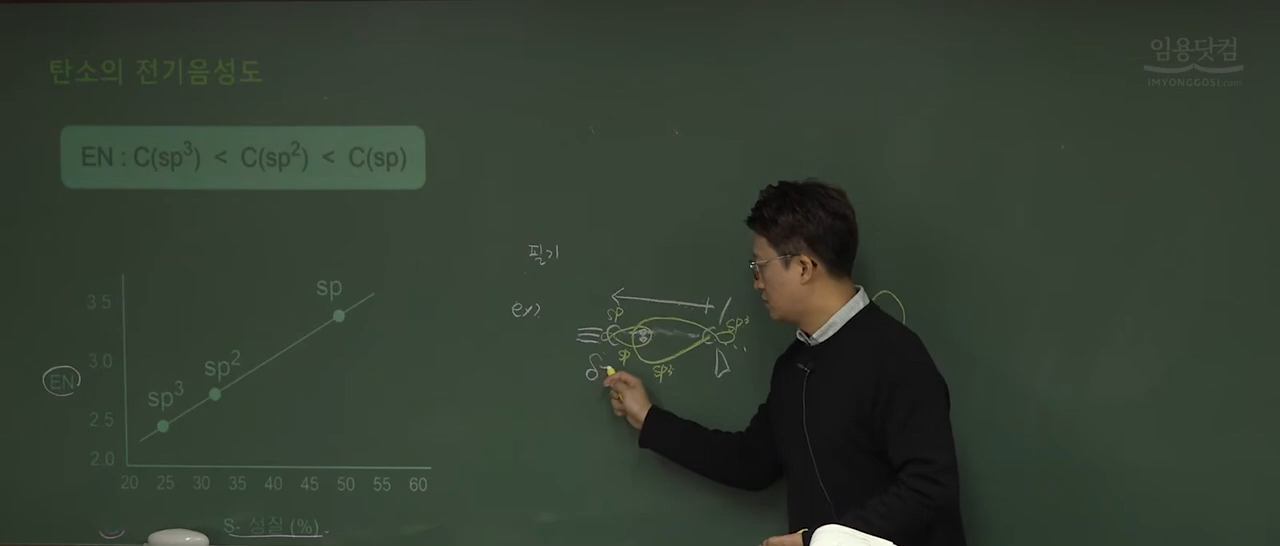 탄소의 전기음성도
임용닷컴
IMYONGGOSI.com
EN : C(sp³) < C(sp²) < C(sp)
필기
ex)
sp
sp³
sp
sp³
δ-
sp
3.5
3.0
sp²
EN
sp³
2.5
2.0
20 25 30 35 40 45 50 55 60
S- 성질 (%)